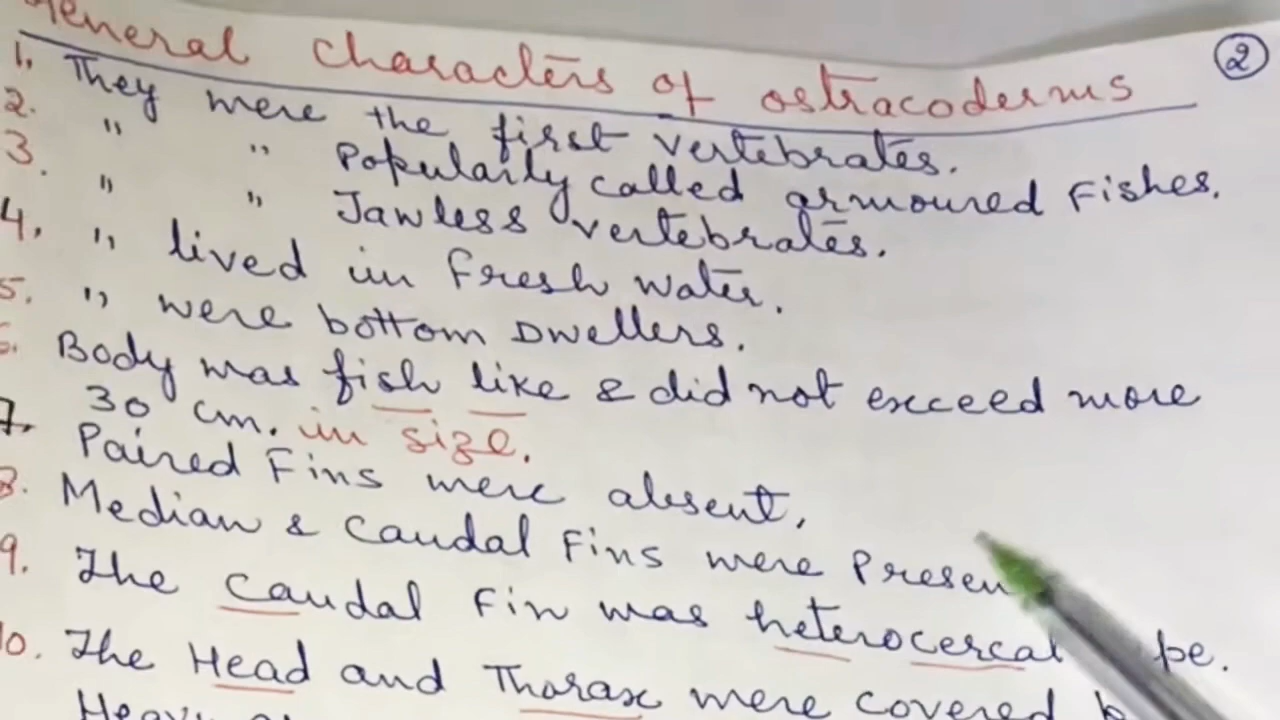 General characters of ostracoderms
2
1. They were the first vertebrates.
2. " " Popularly called armoured Fishes.
3. " " Jawless vertebrates.
4. " lived in Fresh water.
5. " were bottom Dwellers.
6. Body was fish like & did not exceed more
30 cm. in size.
7. Paired Fins were absent.
8. Median & Caudal Fins were Presen
9. The Caudal Fin was heterocercal pe.
10. The Head and Thorax were covered b
Heavy